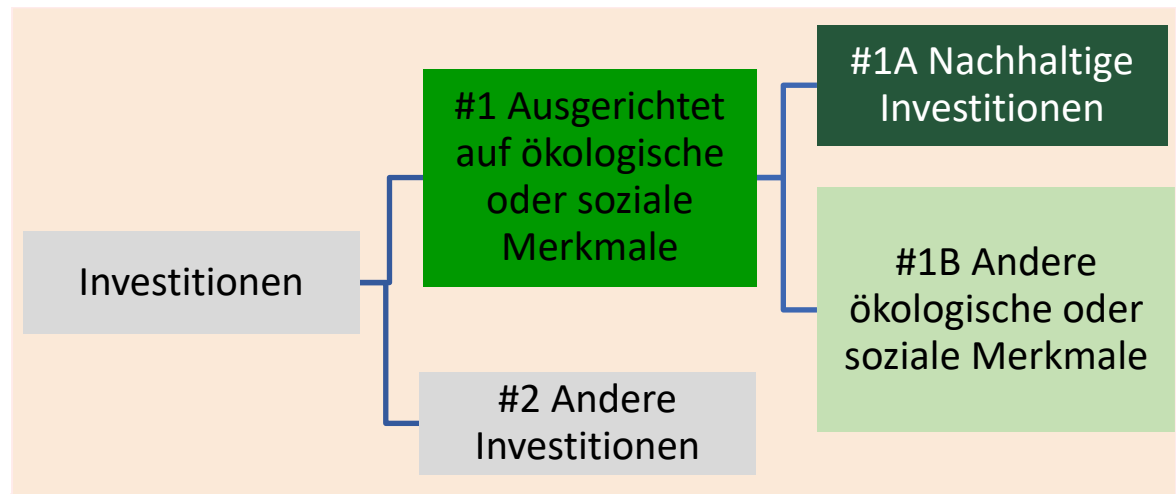 Investitionen
#1 Ausgerichtet
auf ökologische
oder soziale
Merkmale
#2 Andere
Investitionen
#1A Nachhaltige
Investitionen
#1B Andere
ökologische oder
soziale Merkmale